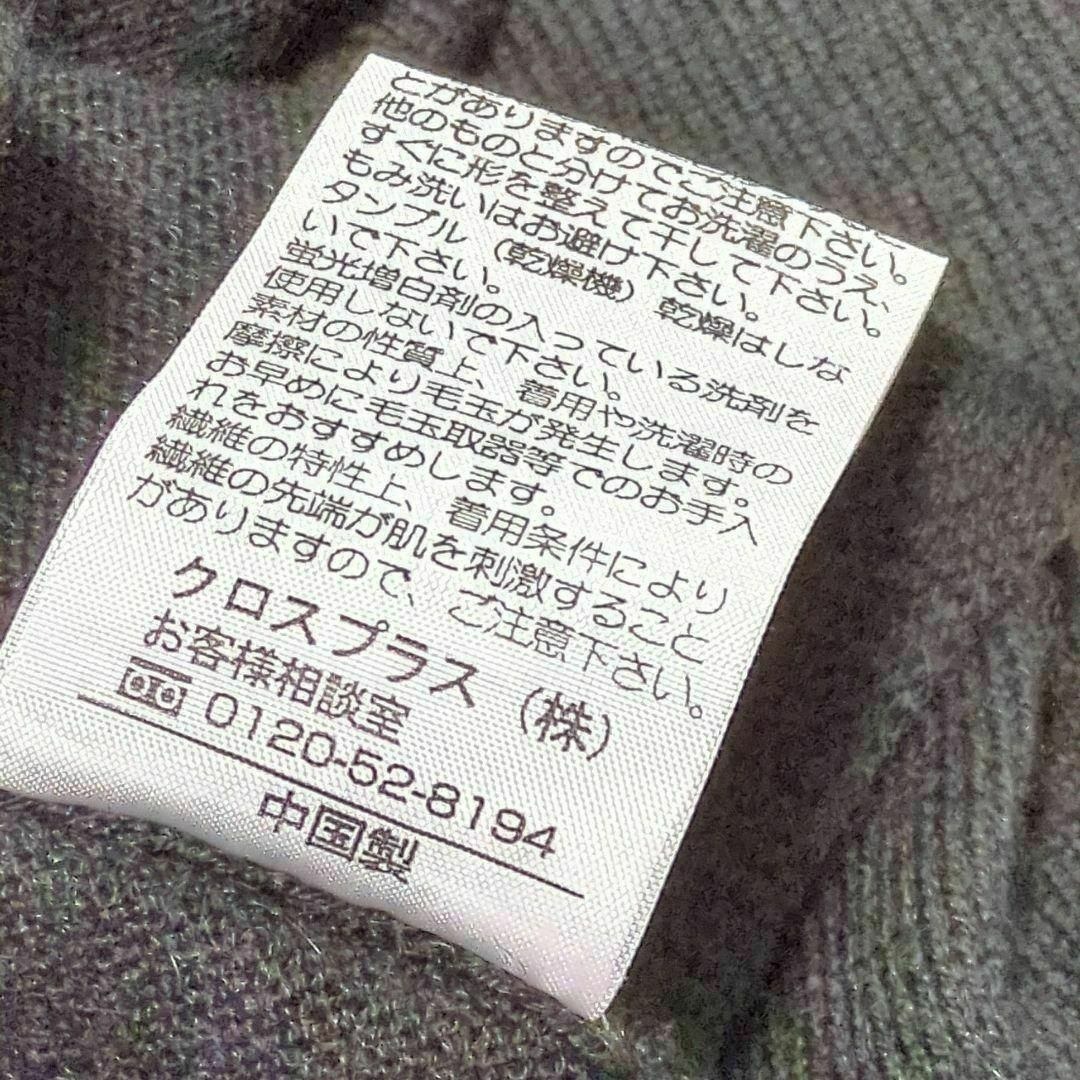 とがありますのでご注意下さい。
他のものと分けてお洗濯のうえ、
すぐに形を整えて干して下さい。
もみ洗いはお避け下さい。
タンブル（乾燥機）乾燥はしな
いで下さい。
蛍光増白剤の入っている洗剤を
使用しないで下さい。
素材の性質上、着用や洗濯時の
摩擦により毛玉が発生します。
お早めに毛玉取器等でのお手入
れをおすすめします。
繊維の特性上、着用条件により
繊維の先端が肌を刺激すること
がありますので、ご注意下さい。
クロスプラス（株）
お客様相談室
0120-52-8194
中国製